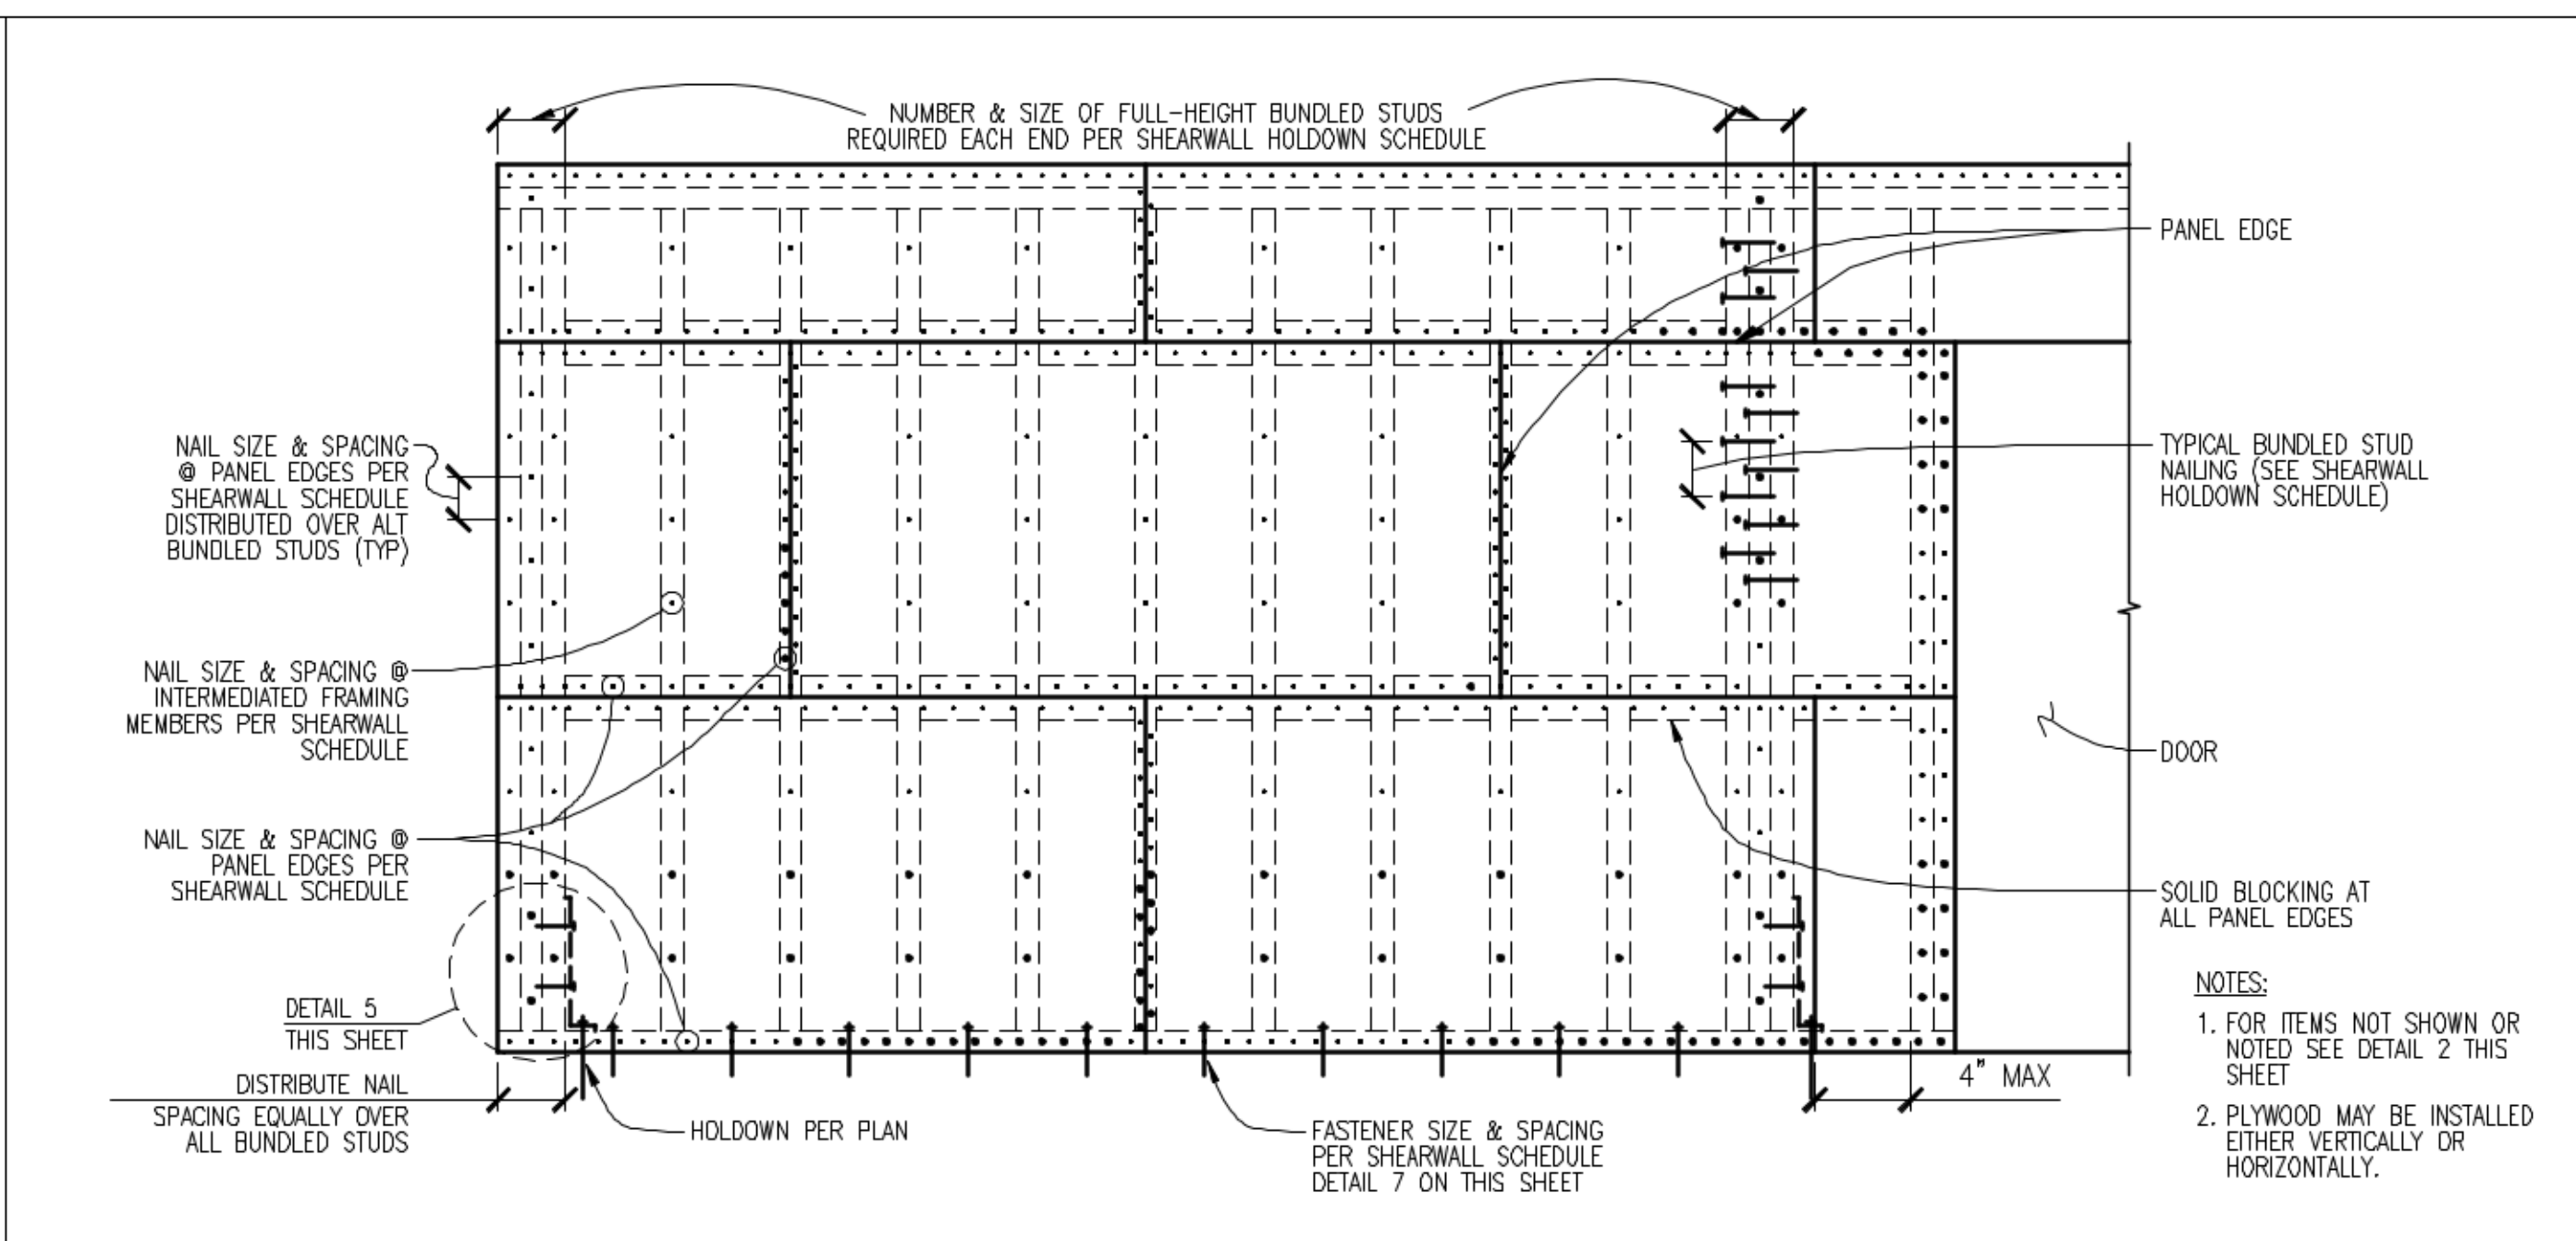 NUMBER & SIZE OF FULL-HEIGHT BUNDLED STUDS
REQUIRED EACH END PER SHEARWALL HOLDOWN SCHEDULE
PANEL EDGE
NAIL SIZE & SPACING
@ PANEL EDGES PER
SHEARWALL SCHEDULE
DISTRIBUTED OVER ALT
BUNDLED STUDS (TYP)
TYPICAL BUNDLED STUD
NAILING (SEE SHEARWALL
HOLDOWN SCHEDULE)
NAIL SIZE & SPACING @
INTERMEDIATED FRAMING
MEMBERS PER SHEARWALL
SCHEDULE
DOOR
NAIL SIZE & SPACING @
PANEL EDGES PER
SHEARWALL SCHEDULE
SOLID BLOCKING AT
ALL PANEL EDGES
DETAIL 5
THIS SHEET
DISTRIBUTE NAIL
SPACING EQUALLY OVER
ALL BUNDLED STUDS
HOLDOWN PER PLAN
FASTENER SIZE & SPACING
PER SHEARWALL SCHEDULE
DETAIL 7 ON THIS SHEET
4" MAX
NOTES:
1. FOR ITEMS NOT SHOWN OR
NOTED SEE DETAIL 2 THIS
SHEET
2. PLYWOOD MAY BE INSTALLED
EITHER VERTICALLY OR
HORIZONTALLY.